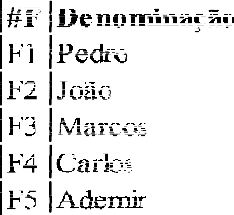 #F Denominação
F1 Pedro
F2 João
F3 Marcos
F4 Carlos
F5 Ademir